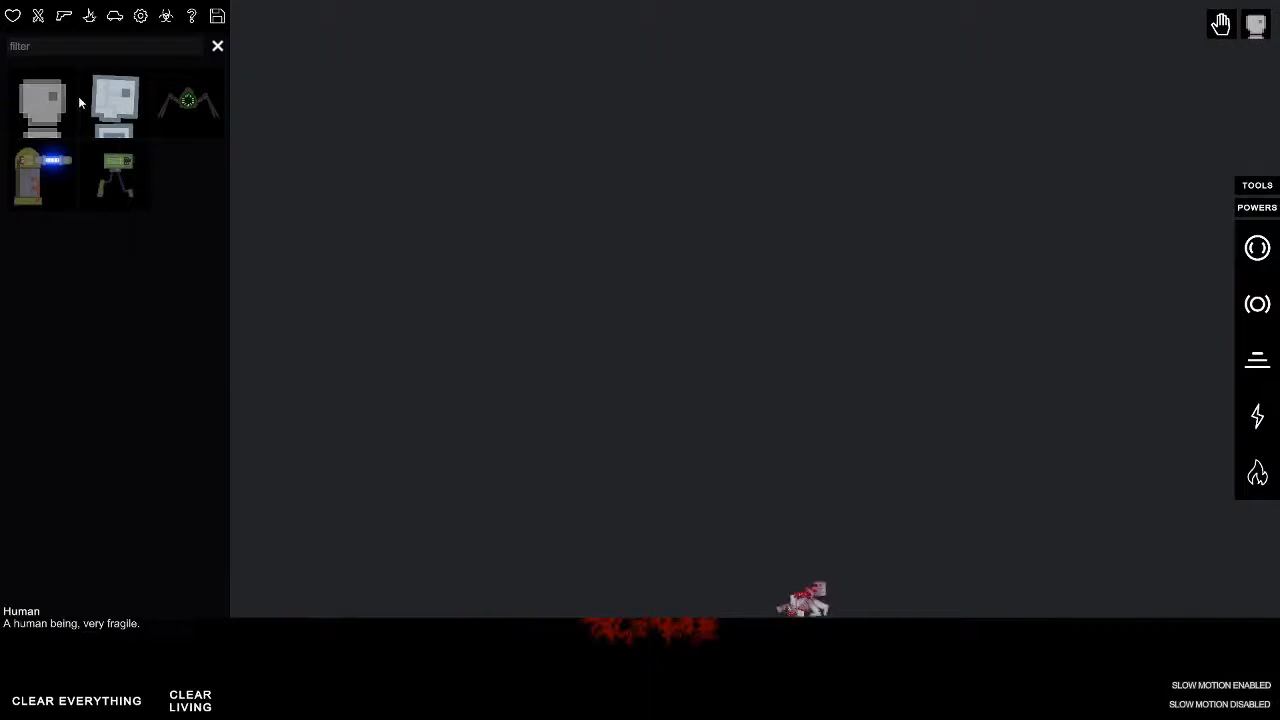 filter
TOOLS
POWERS
Human
A human being, very fragile.
CLEAR EVERYTHING
CLEAR
LIVING
SLOW MOTION ENABLED
SLOW MOTION DISABLED